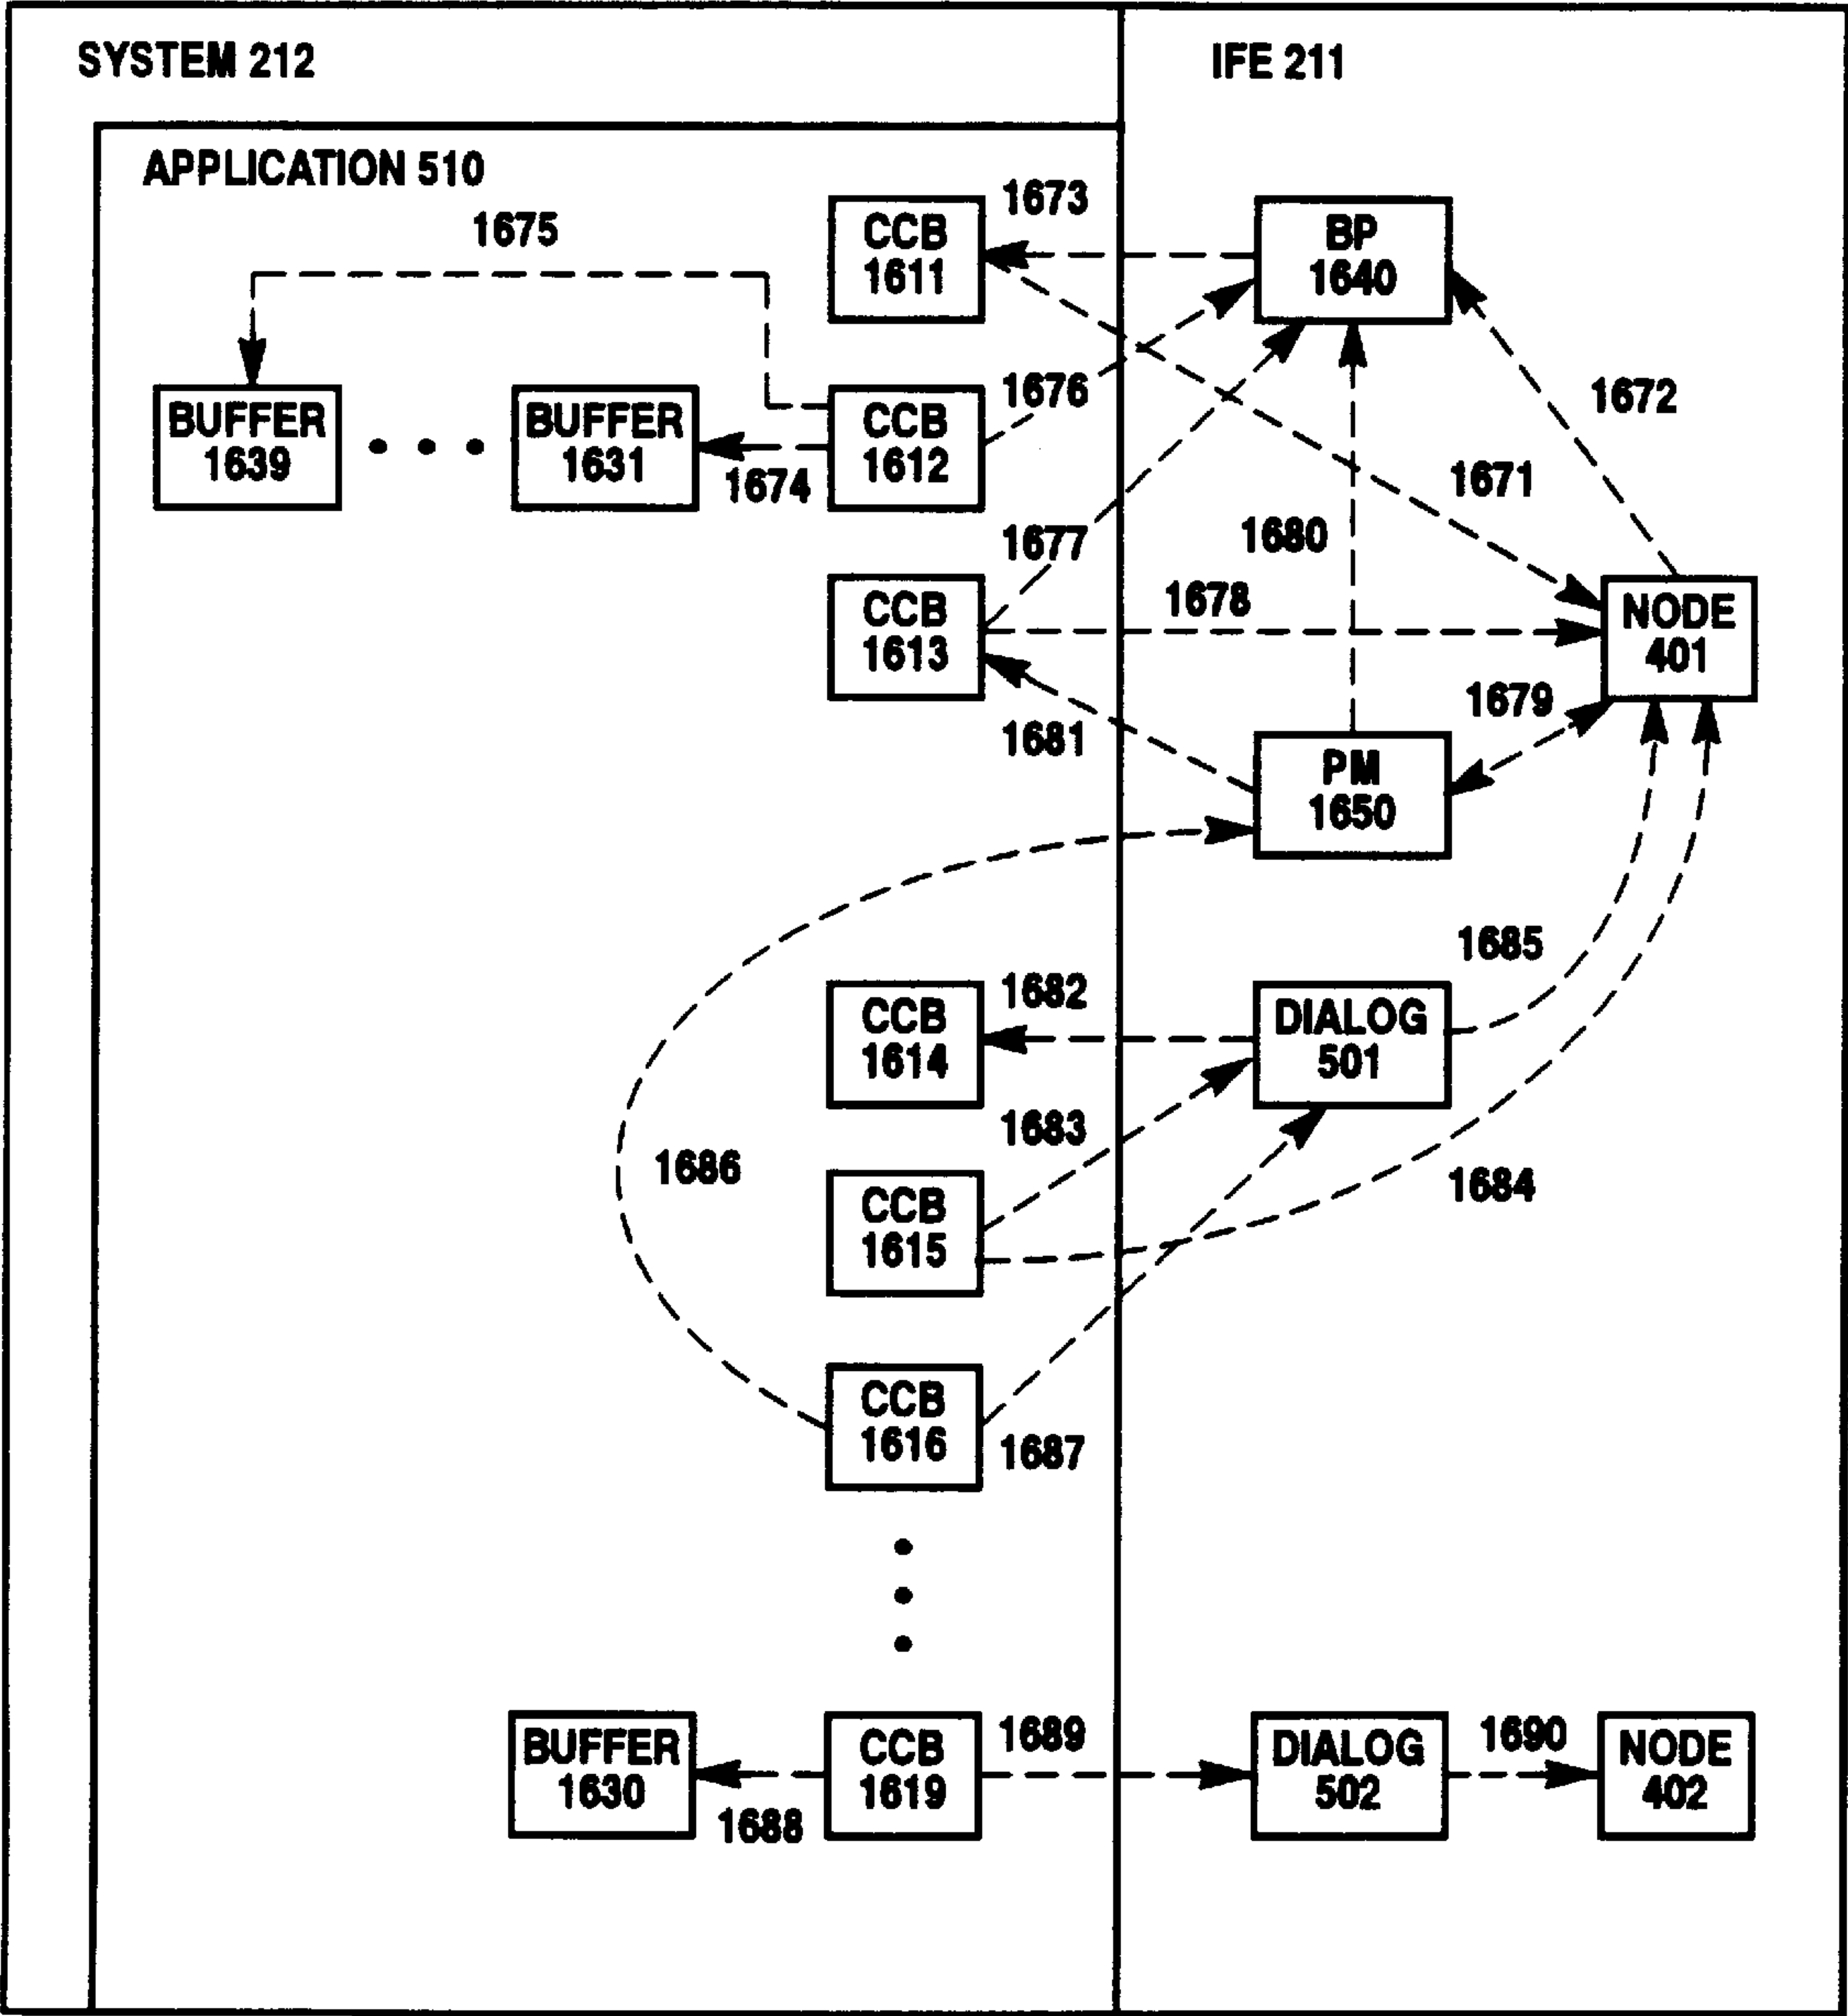 SYSTEM 212
IFE 211
APPLICATION 510
1675
CCB
1611
1673
BP
1640
BUFFER
1639
BUFFER
1631
1674
CCB
1612
1676
1672
1671
1677
1680
CCB
1613
1678
NODE
401
1681
1679
PM
1650
1685
CCB
1614
1682
DIALOG
501
1683
1686
CCB
1615
1684
CCB
1616
1687
BUFFER
1630
1688
CCB
1619
1689
DIALOG
502
1690
NODE
402